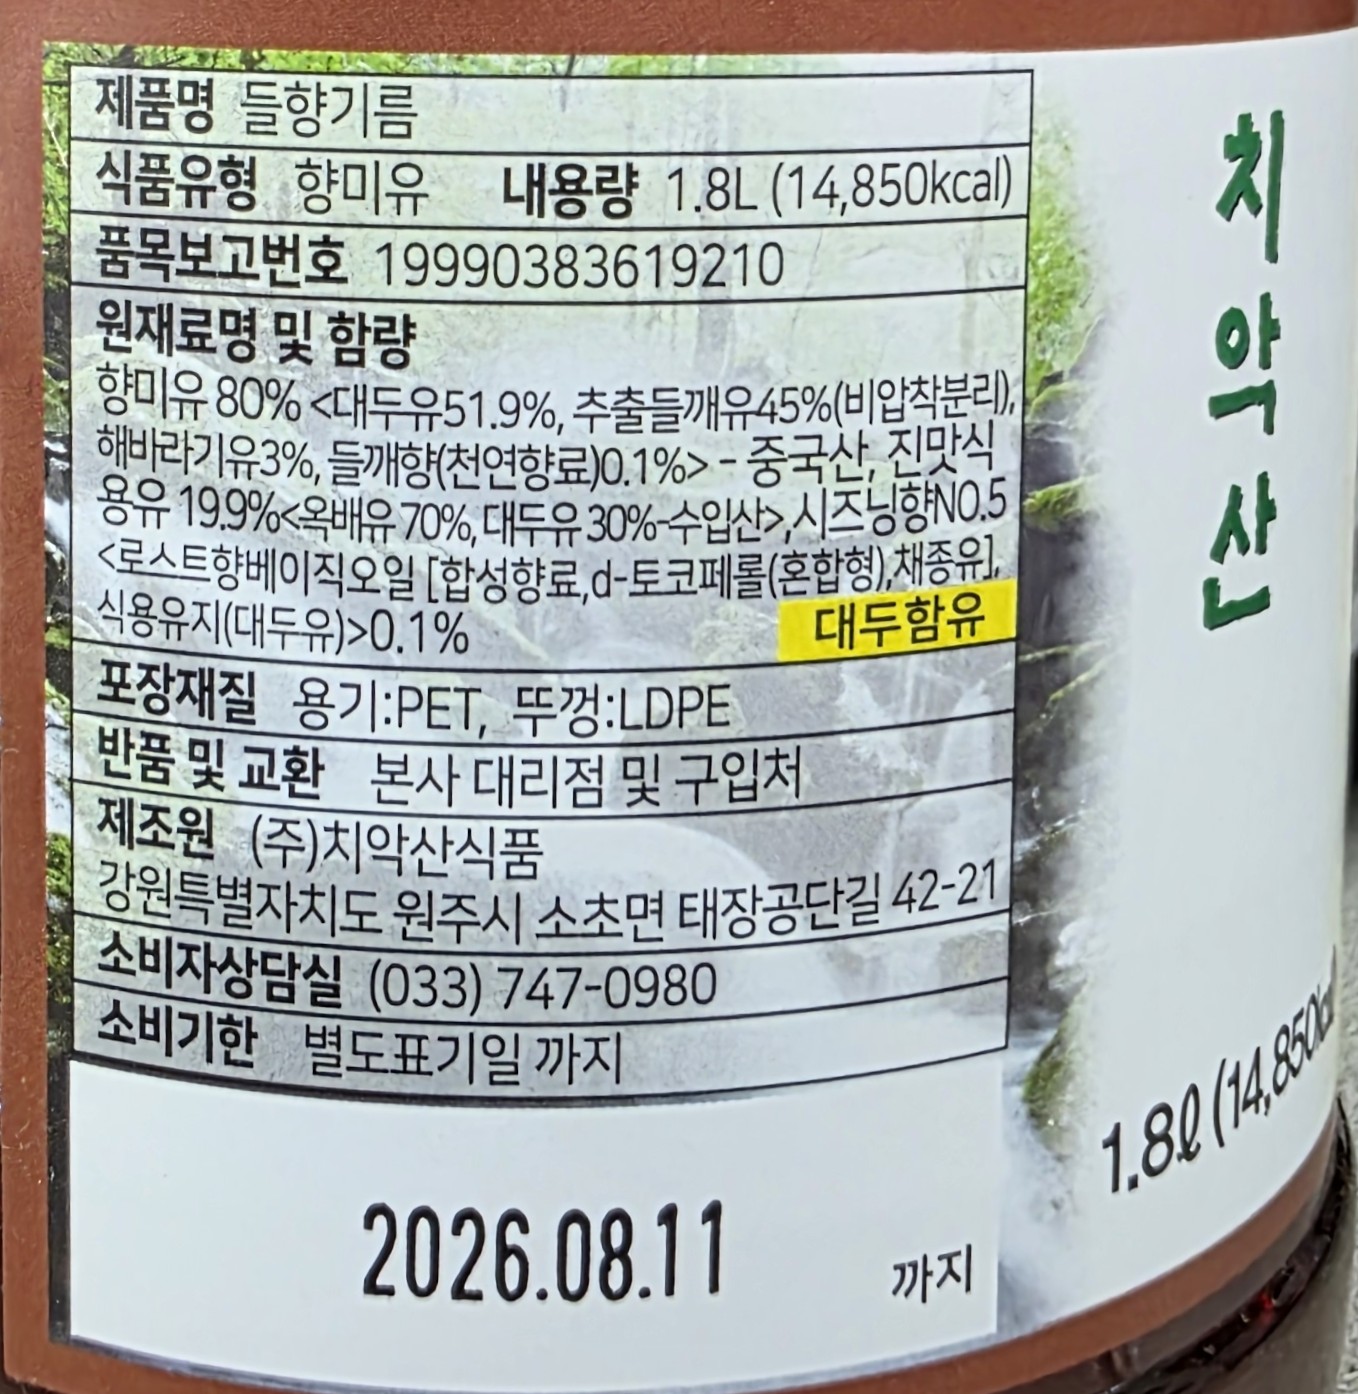 제품명 들향기름
식품유형 향미유 내용량 1.8L (14,850kcal)
품목보고번호 19990383619210
원재료명 및 함량
향미유 80% <대두유51.9%, 추출들깨유45%(비압착분리),
해바라기유3%, 들깨향(천연향료)0.1%> - 중국산, 진맛식
용유 19.9%<옥배유 70%, 대두유 30%-수입산>, 시즈닝향NO.5
<로스트향베이직오일 [합성향료, d-토코페롤(혼합형),채종유],
식용유지(대두유)>0.1% 대두함유
포장재질 용기:PET, 뚜껑:LDPE
반품 및 교환 본사 대리점 및 구입처
제조원 (주)치악산식품
강원특별자치도 원주시 소초면 태장공단길 42-21
소비자상담실 (033) 747-0980
소비기한 별도표기일 까지
2026.08.11 까지
치악산
1.8ℓ (14,850kcal